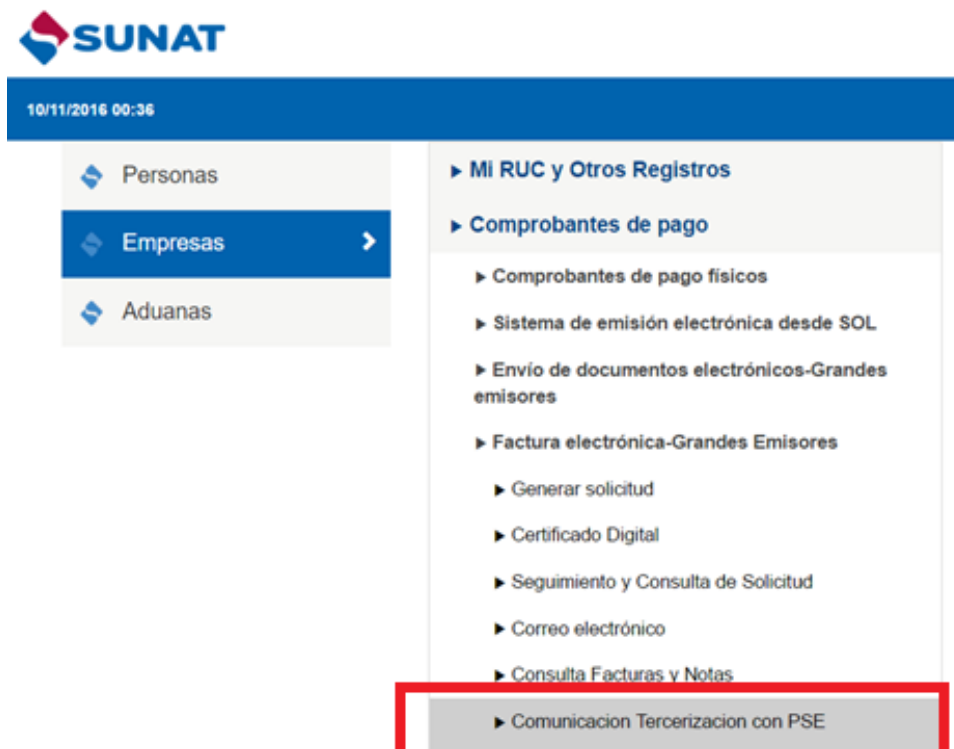 SUNAT
10/11/2016 00:36
Personas
Empresas
Aduanas
Mi RUC y Otros Registros
Comprobantes de pago
Comprobantes de pago físicos
Sistema de emisión electrónica desde SOL
Envío de documentos electrónicos-Grandes
emisores
Factura electrónica-Grandes Emisores
Generar solicitud
Certificado Digital
Seguimiento y Consulta de Solicitud
Correo electrónico
Consulta Facturas y Notas
Comunicacion Tercerizacion con PSE